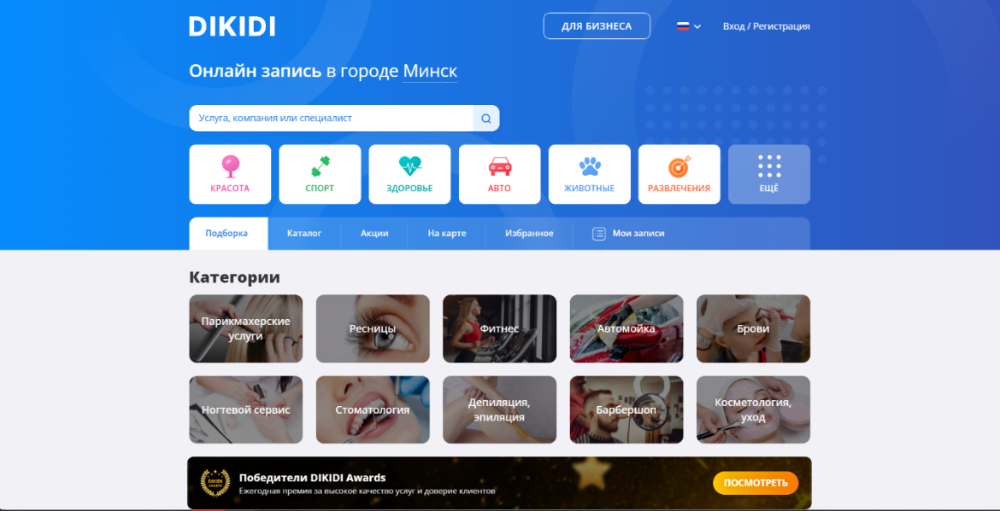 DIKIDI
ДЛЯ БИЗНЕСА
Вход / Регистрация
Онлайн запись в городе Минск
Услуга, компания или специалист
КРАСОТА
СПОРТ
ЗДОРОВЬЕ
АВТО
ЖИВОТНЫЕ
РАЗВЛЕЧЕНИЯ
ЕЩЁ
Подборка
Каталог
Акции
На карте
Избранное
Мои записи
Категории
Парикмахерские
услуги
Ресницы
Фитнес
Автомойка
Брови
Ногтевой сервис
Стоматология
Депиляция,
эпиляция
Барбершоп
Косметология,
уход
DIKIDI
AWARDS
Победители DIKIDI Awards
Ежегодная премия за высокое качество услуг и доверие клиентов
ПОСМОТРЕТЬ